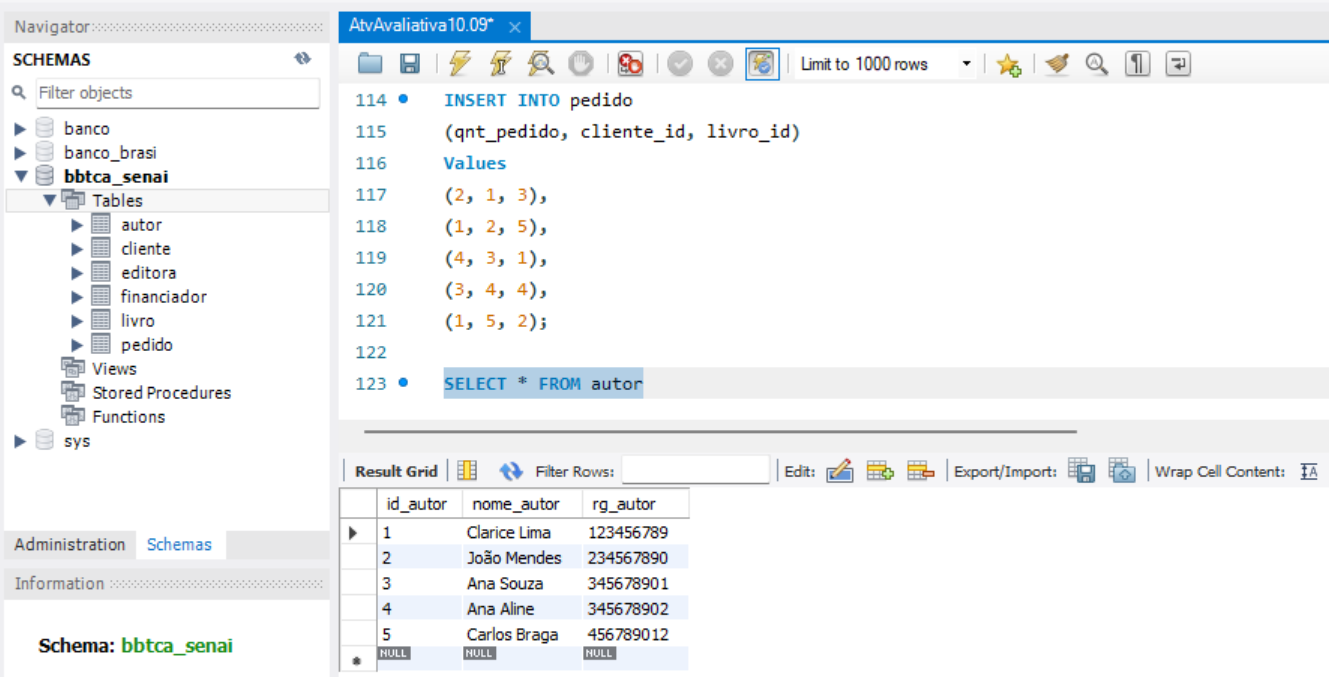 Navigator
SCHEMAS
Filter objects
banco
banco_brasi
bbtca_senai
Tables
autor
cliente
editora
financiador
livro
pedido
Views
Stored Procedures
Functions
sys
Administration Schemas
Information
Schema: bbtca_senai
AtvAvaliativa10.09*
Limit to 1000 rows
114 INSERT INTO pedido
115 (qnt_pedido, cliente_id, livro_id)
116 Values
117 (2, 1, 3),
118 (1, 2, 5),
119 (4, 3, 1),
120 (3, 4, 4),
121 (1, 5, 2);
122
123 SELECT * FROM autor
Result Grid Filter Rows: Edit: Export/Import: Wrap Cell Content: IA
id_autor nome_autor rg_autor
1 Clarice Lima 123456789
2 João Mendes 234567890
3 Ana Souza 345678901
4 Ana Aline 345678902
5 Carlos Braga 456789012
NULL NULL NULL